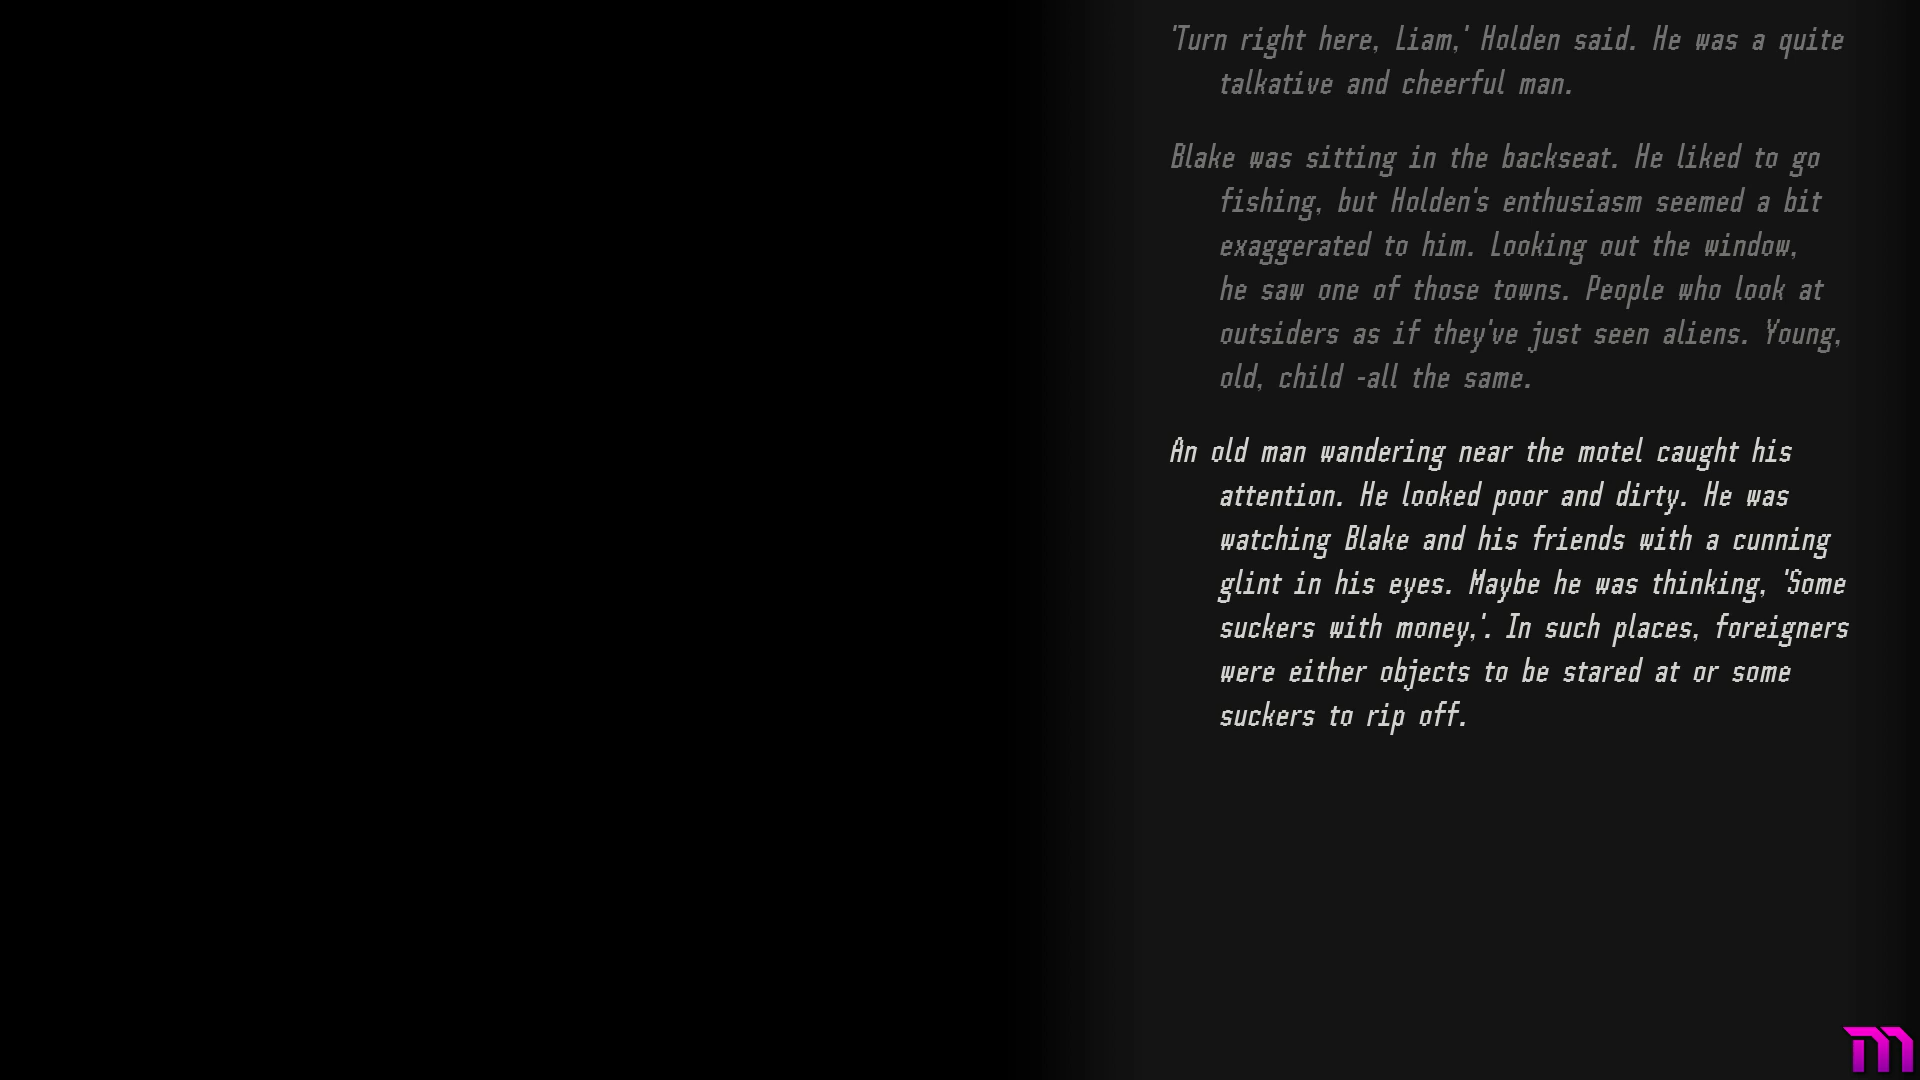 'Turn right here, Liam,' Holden said. He was a quite
talkative and cheerful man.
Blake was sitting in the backseat. He liked to go
fishing, but Holden's enthusiasm seemed a bit
exaggerated to him. Looking out the window,
he saw one of those towns. People who look at
outsiders as if they've just seen aliens. Young,
old, child -all the same.
An old man wandering near the motel caught his
attention. He looked poor and dirty. He was
watching Blake and his friends with a cunning
glint in his eyes. Maybe he was thinking, 'Some
suckers with money,'. In such places, foreigners
were either objects to be stared at or some
suckers to rip off.